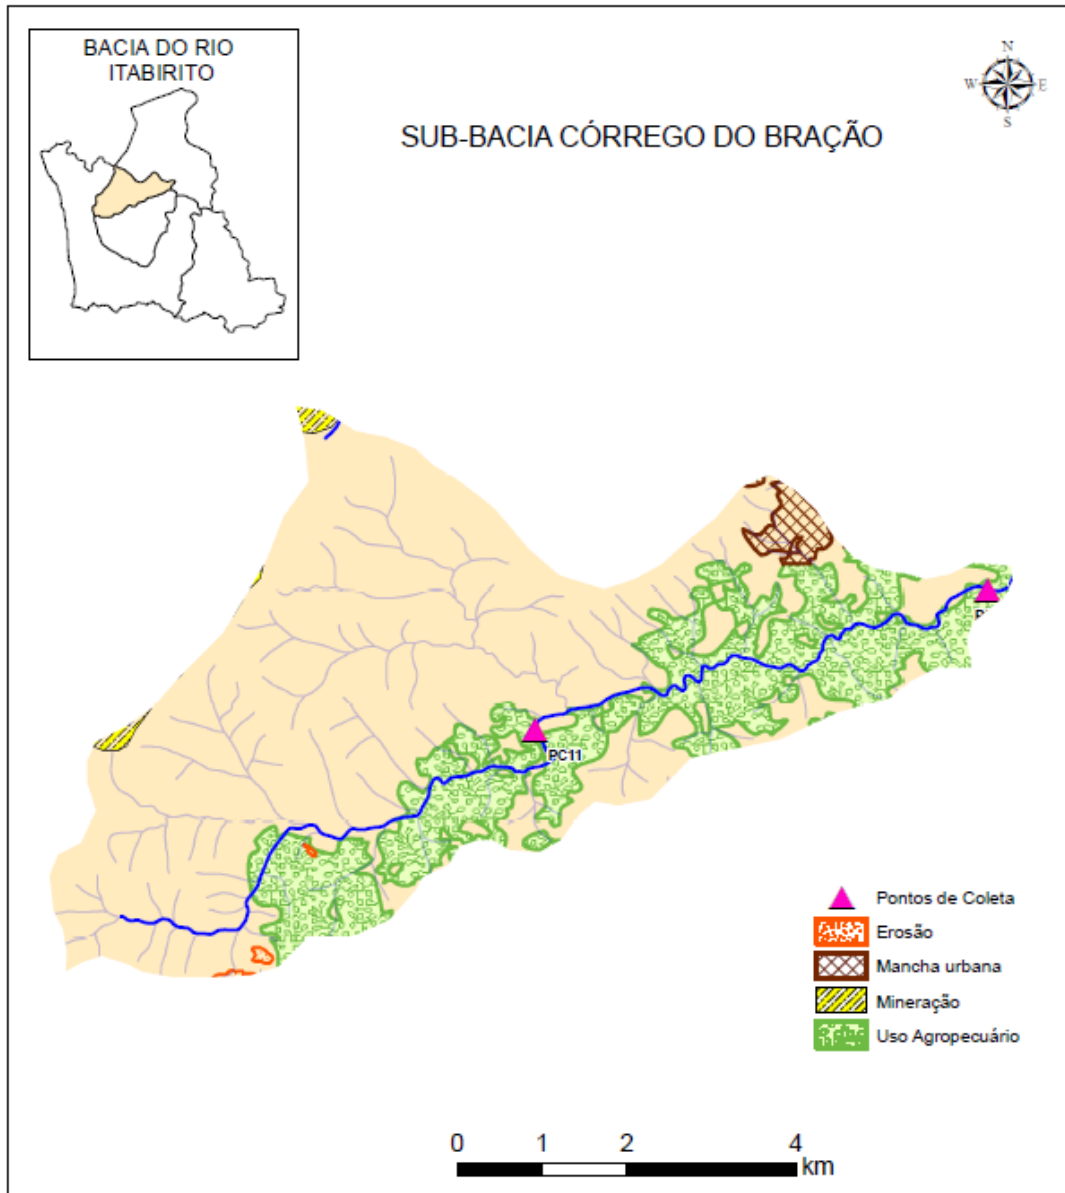 BACIA DO RIO
ITABIRITO
N
W
E
S
SUB-BACIA CÓRREGO DO BRAÇÃO
PC11
Pontos de Coleta
Erosão
Mancha urbana
Mineração
Uso Agropecuário
0 1 2 4
km